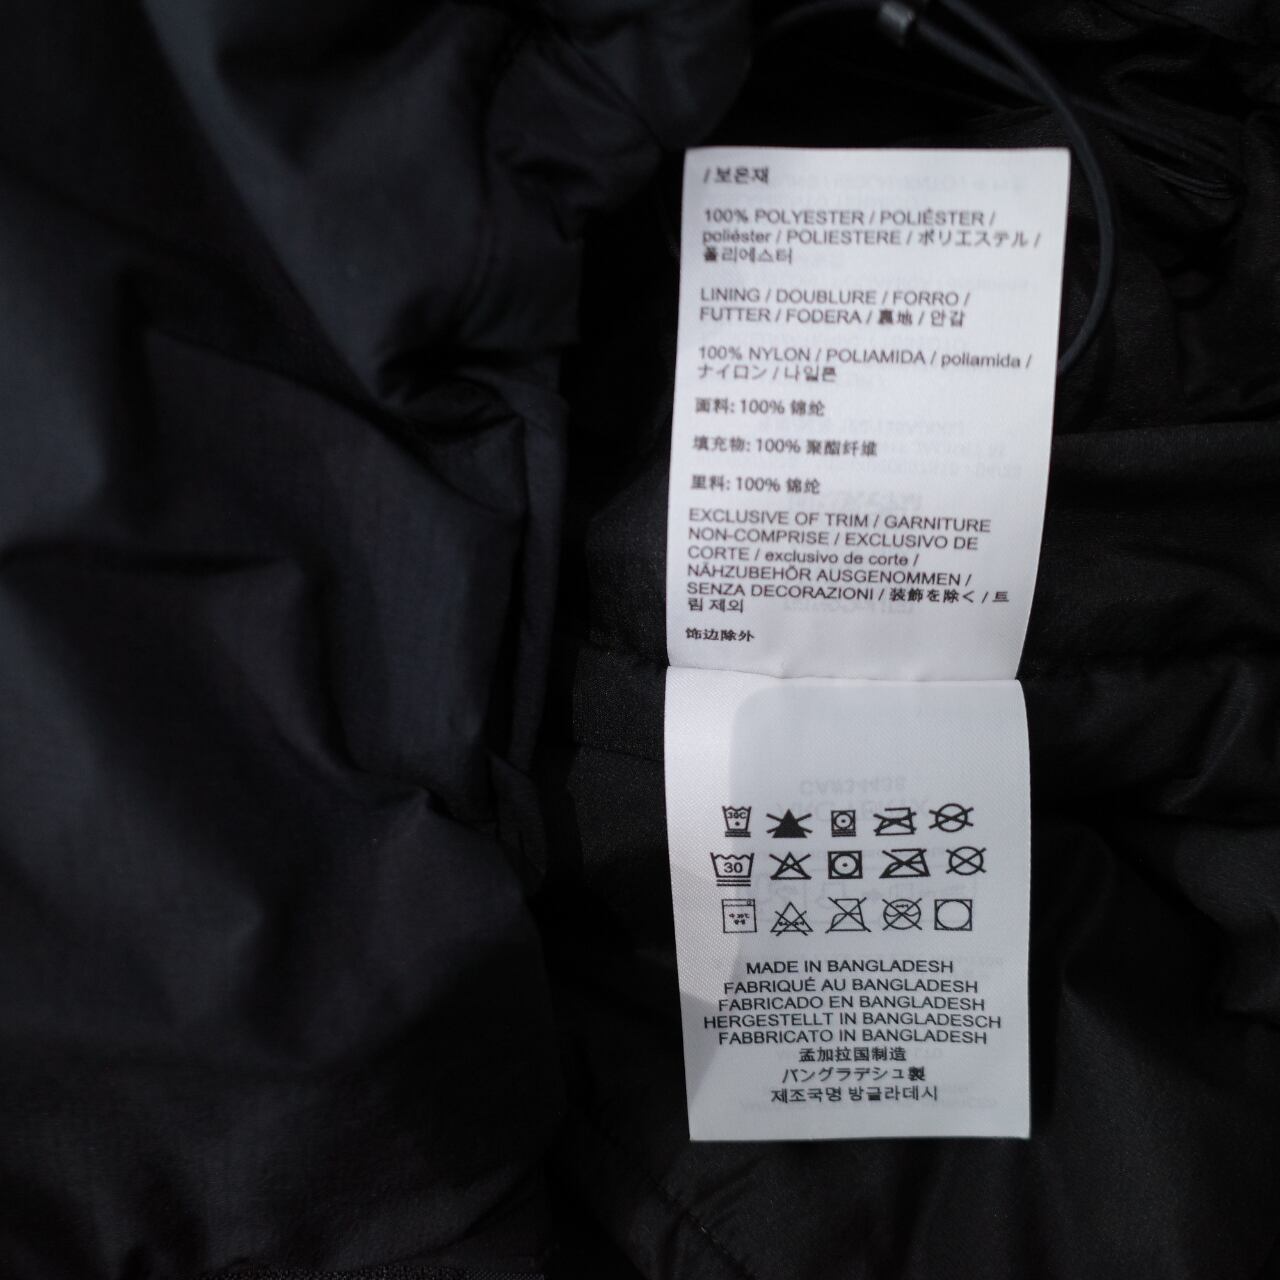 / 보온재
100% POLYESTER / POLIÉSTER /
poliéster / POLIESTERE / ポリエステル /
폴리에스터
LINING / DOUBLURE / FORRO /
FUTTER / FODERA / 裏地 / 안감
100% NYLON / POLIAMIDA / poliamida /
ナイロン / 나일론
面料: 100% 锦纶
填充物: 100% 聚酯纤维
里料: 100% 锦纶
EXCLUSIVE OF TRIM / GARNITURE
NON-COMPRISE / EXCLUSIVO DE
CORTE / exclusivo de corte /
NÄHZUBEHÖR AUSGENOMMEN /
SENZA DECORAZIONI / 装飾を除く / 트
림 제외
饰边除外
30C
30
MADE IN BANGLADESH
FABRIQUÉ AU BANGLADESH
FABRICADO EN BANGLADESH
HERGESTELLT IN BANGLADESCH
FABBRICATO IN BANGLADESH
孟加拉国制造
バングラデシュ製
제조국명 방글라데시